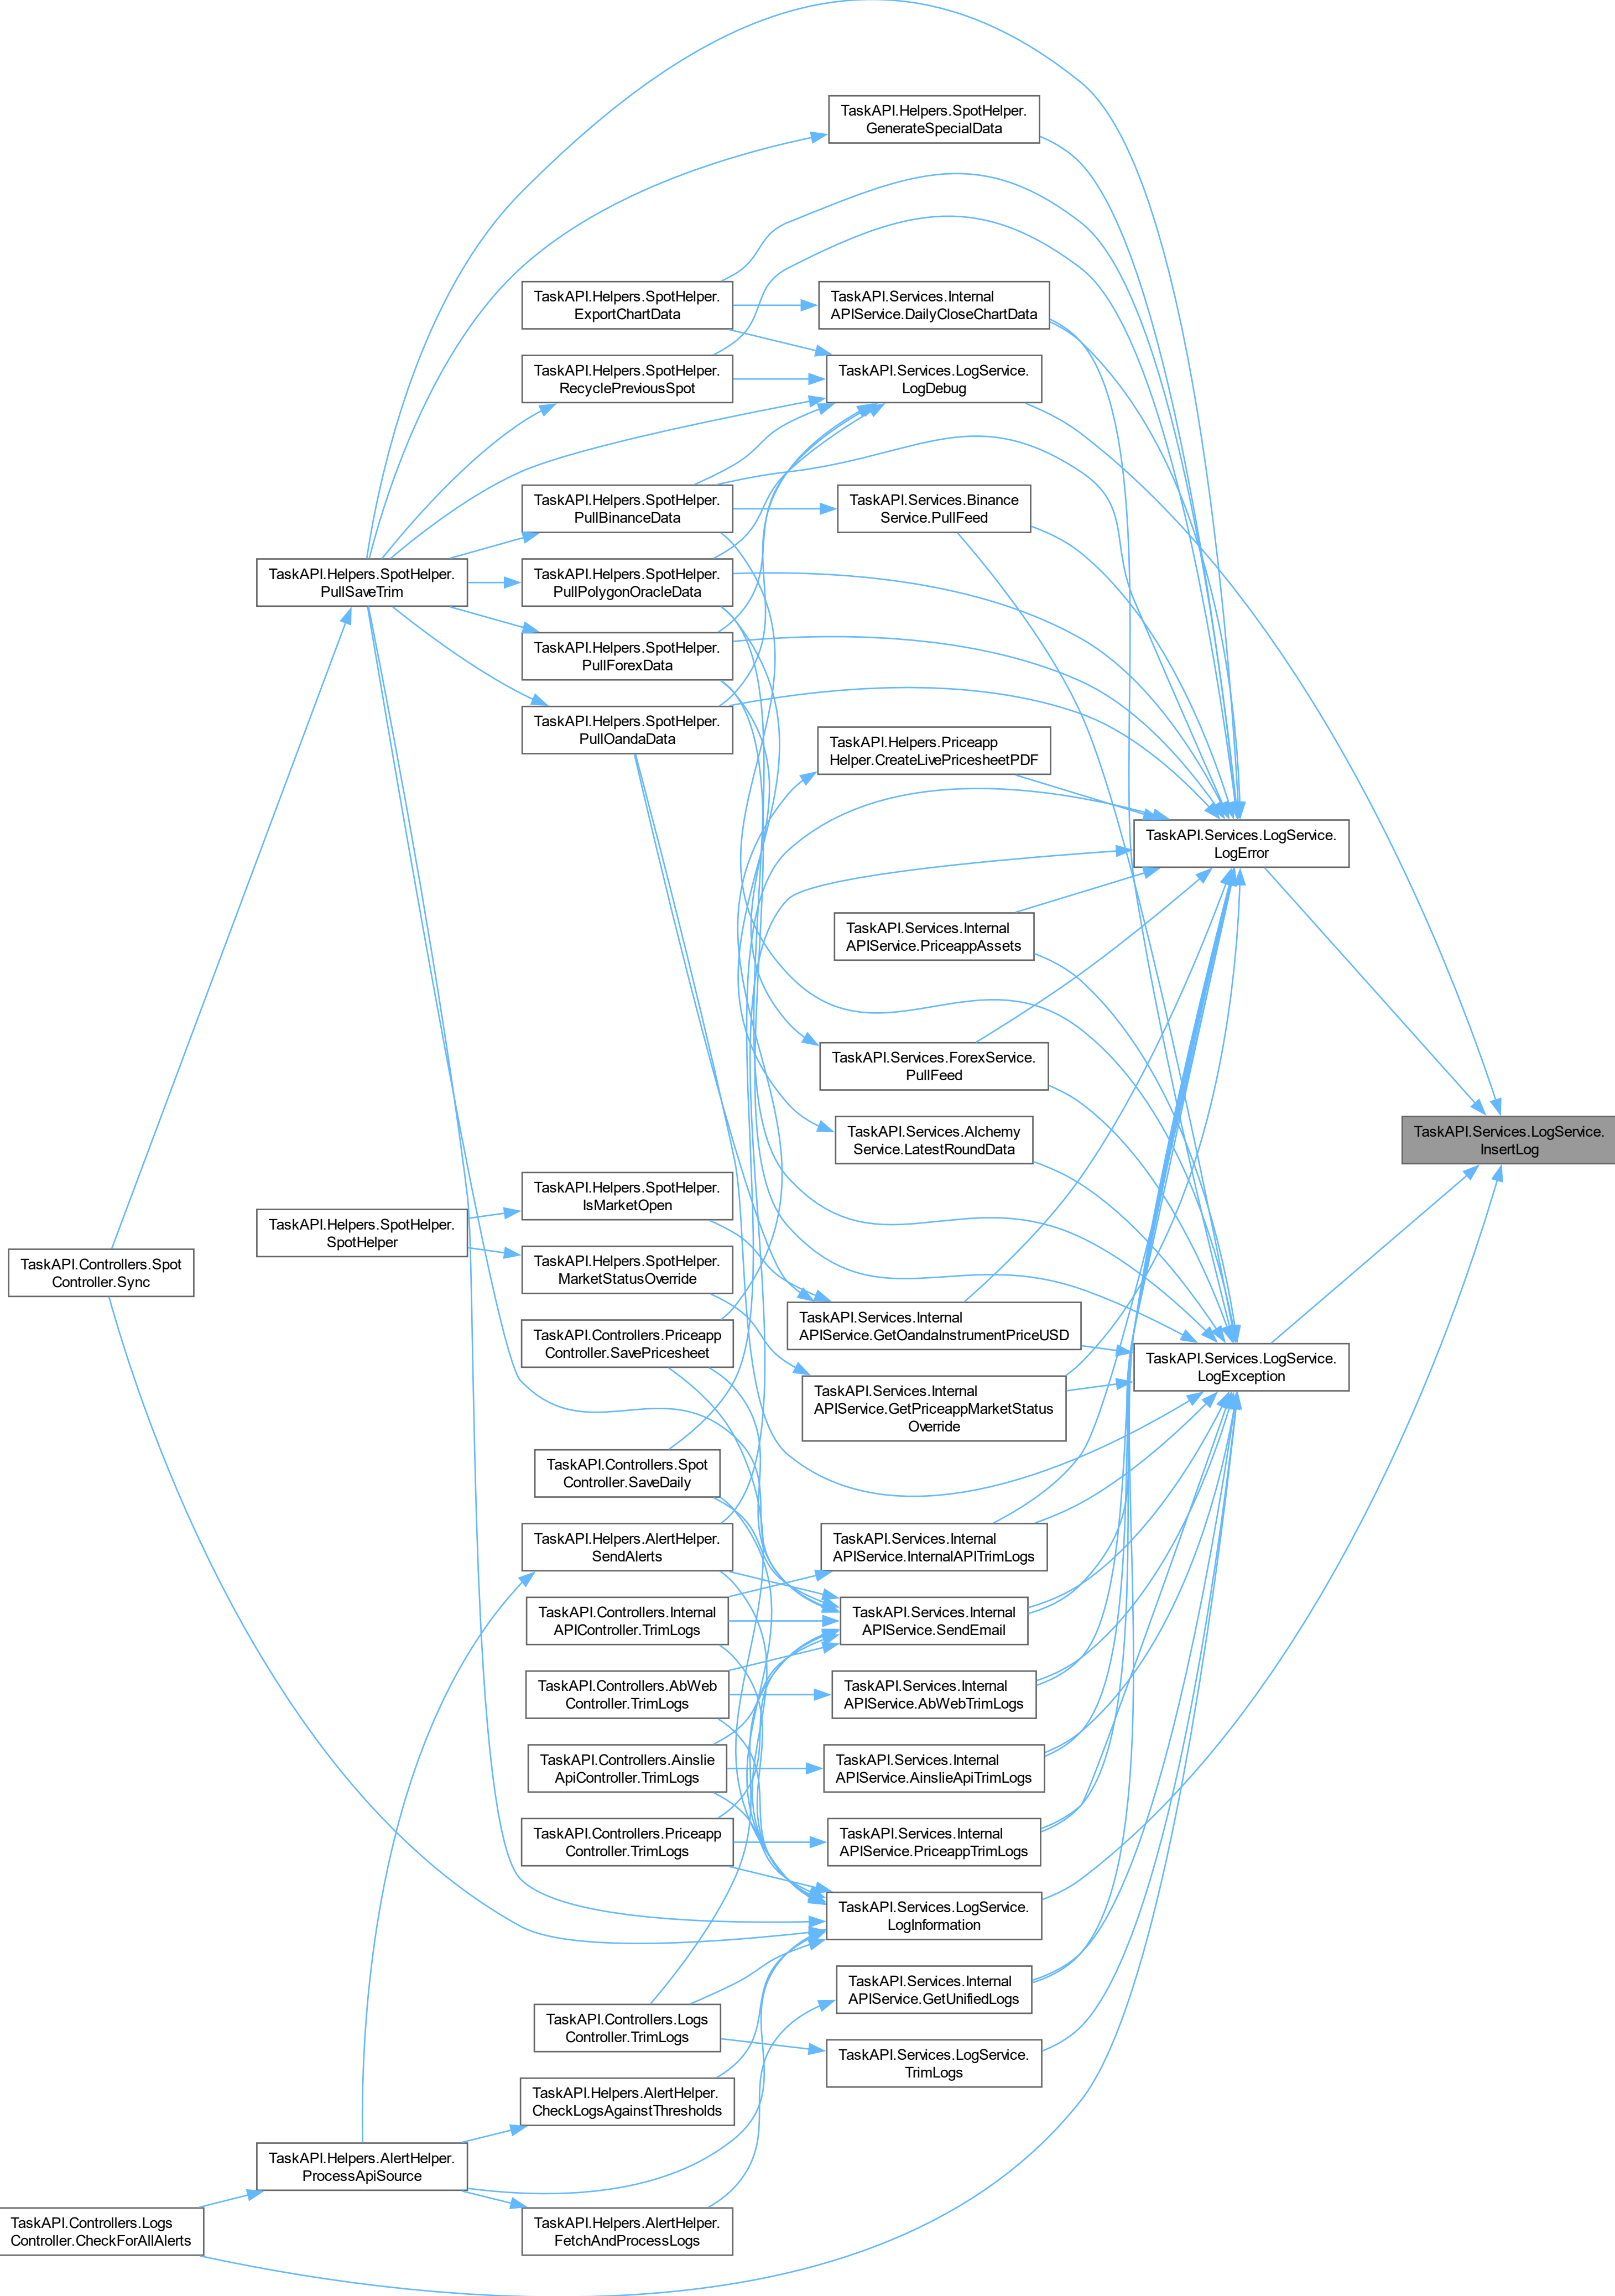 TaskAPI.Helpers.SpotHelper.
GenerateSpecialData
TaskAPI.Helpers.SpotHelper.
ExportChartData
TaskAPI.Services.Internal
APIService.DailyCloseChartData
TaskAPI.Helpers.SpotHelper.
RecyclePreviousSpot
TaskAPI.Services.LogService.
LogDebug
TaskAPI.Helpers.SpotHelper.
PullBinanceData
TaskAPI.Services.Binance
Service.PullFeed
TaskAPI.Helpers.SpotHelper.
PullSaveTrim
TaskAPI.Helpers.SpotHelper.
PullPolygonOracleData
TaskAPI.Helpers.SpotHelper.
PullForexData
TaskAPI.Helpers.SpotHelper.
PullOandaData
TaskAPI.Helpers.Priceapp
Helper.CreateLivePricesheetPDF
TaskAPI.Services.LogService.
LogError
TaskAPI.Services.Internal
APIService.PriceappAssets
TaskAPI.Services.ForexService.
PullFeed
TaskAPI.Services.Alchemy
Service.LatestRoundData
TaskAPI.Services.LogService.
InsertLog
TaskAPI.Helpers.SpotHelper.
IsMarketOpen
TaskAPI.Helpers.SpotHelper.
SpotHelper
TaskAPI.Controllers.Spot
Controller.Sync
TaskAPI.Helpers.SpotHelper.
MarketStatusOverride
TaskAPI.Services.Internal
APIService.GetOandaInstrumentPriceUSD
TaskAPI.Controllers.Priceapp
Controller.SavePricesheet
TaskAPI.Services.LogService.
LogException
TaskAPI.Services.Internal
APIService.GetPriceappMarketStatus
Override
TaskAPI.Controllers.Spot
Controller.SaveDaily
TaskAPI.Helpers.AlertHelper.
SendAlerts
TaskAPI.Services.Internal
APIService.InternalAPITrimLogs
TaskAPI.Controllers.Internal
APIController.TrimLogs
TaskAPI.Services.Internal
APIService.SendEmail
TaskAPI.Controllers.AbWeb
Controller.TrimLogs
TaskAPI.Services.Internal
APIService.AbWebTrimLogs
TaskAPI.Controllers.Ainslie
ApiController.TrimLogs
TaskAPI.Services.Internal
APIService.AinslieApiTrimLogs
TaskAPI.Controllers.Priceapp
Controller.TrimLogs
TaskAPI.Services.Internal
APIService.PriceappTrimLogs
TaskAPI.Services.LogService.
LogInformation
TaskAPI.Services.Internal
APIService.GetUnifiedLogs
TaskAPI.Controllers.Logs
Controller.TrimLogs
TaskAPI.Services.LogService.
TrimLogs
TaskAPI.Helpers.AlertHelper.
CheckLogsAgainstThresholds
TaskAPI.Helpers.AlertHelper.
ProcessApiSource
TaskAPI.Controllers.Logs
Controller.CheckForAllAlerts
TaskAPI.Helpers.AlertHelper.
FetchAndProcessLogs